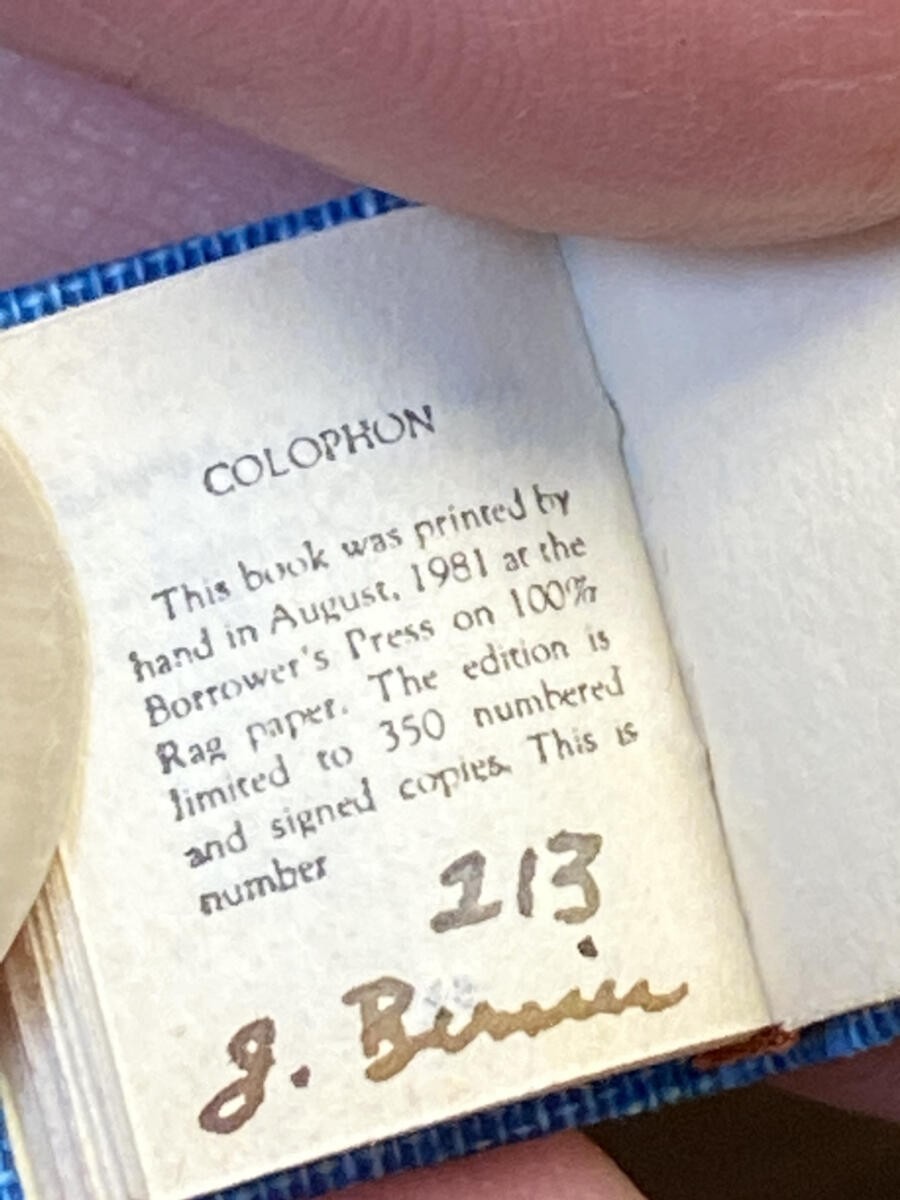 COLOPHON
This book was printed by
hand in August, 1981 at the
Borrower's Press on 100%
Rag paper. The edition is
limited to 350 numbered
and signed copies. This is
number 213
J. Bernier